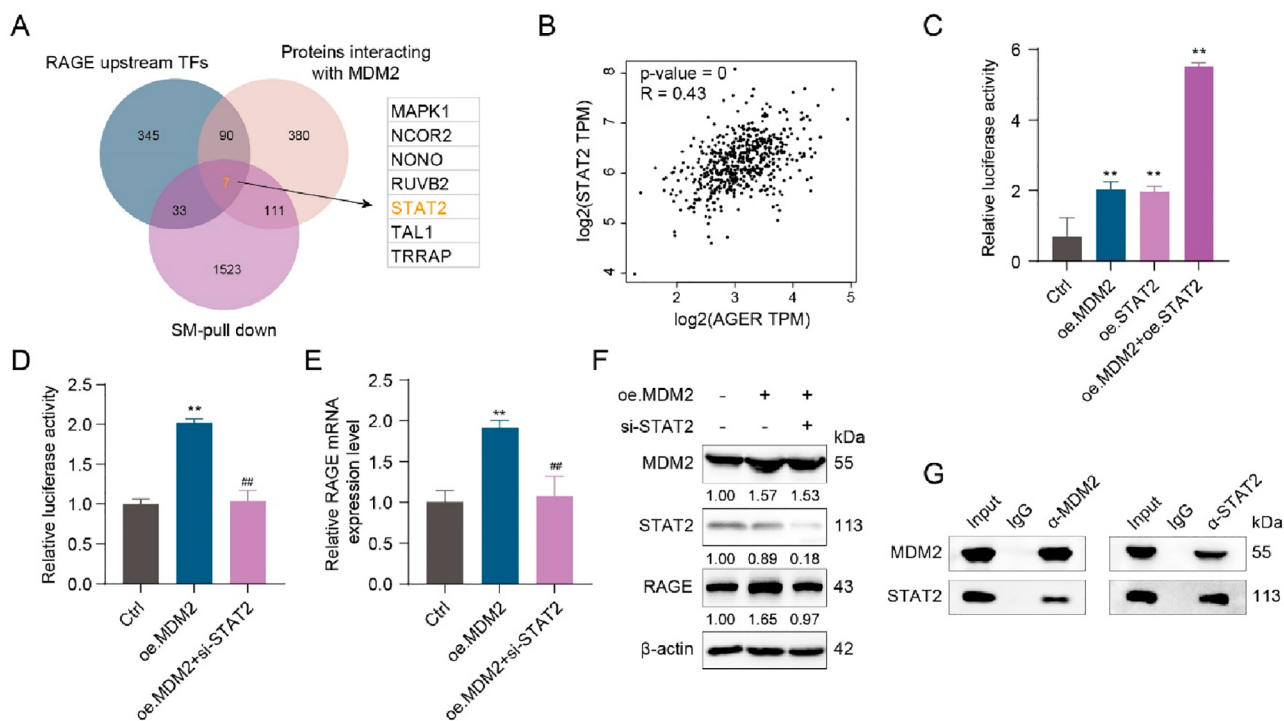 A
RAGE upstream TFs
Proteins interacting
with MDM2
345
90
380
7
33
111
1523
SM-pull down
MAPK1
NCOR2
NONO
RUVB2
STAT2
TAL1
TRRAP
B
p-value = 0
R = 0.43
log2(STAT2 TPM)
8
7
6
5
4
2
3
4
5
log2(AGER TPM)
C
Relative luciferase activity
6
4
2
0
**
**
**
Ctrl
oe.MDM2
oe.STAT2
oe.MDM2+oe.STAT2
D
Relative luciferase activity
2.5
2.0
1.5
1.0
0.5
0.0
**
##
Ctrl
oe.MDM2
oe.MDM2+si-STAT2
E
Relative RAGE mRNA
expression level
2.5
2.0
1.5
1.0
0.5
0.0
**
##
Ctrl
oe.MDM2
oe.MDM2+si-STAT2
F
oe.MDM2 - + +
si-STAT2 - - +
kDa
MDM2 55
1.00 1.57 1.53
STAT2 113
1.00 0.89 0.18
RAGE 43
1.00 1.65 0.97
β-actin 42
G
Input IgG α-MDM2 Input IgG α-STAT2
kDa
MDM2 55
STAT2 113